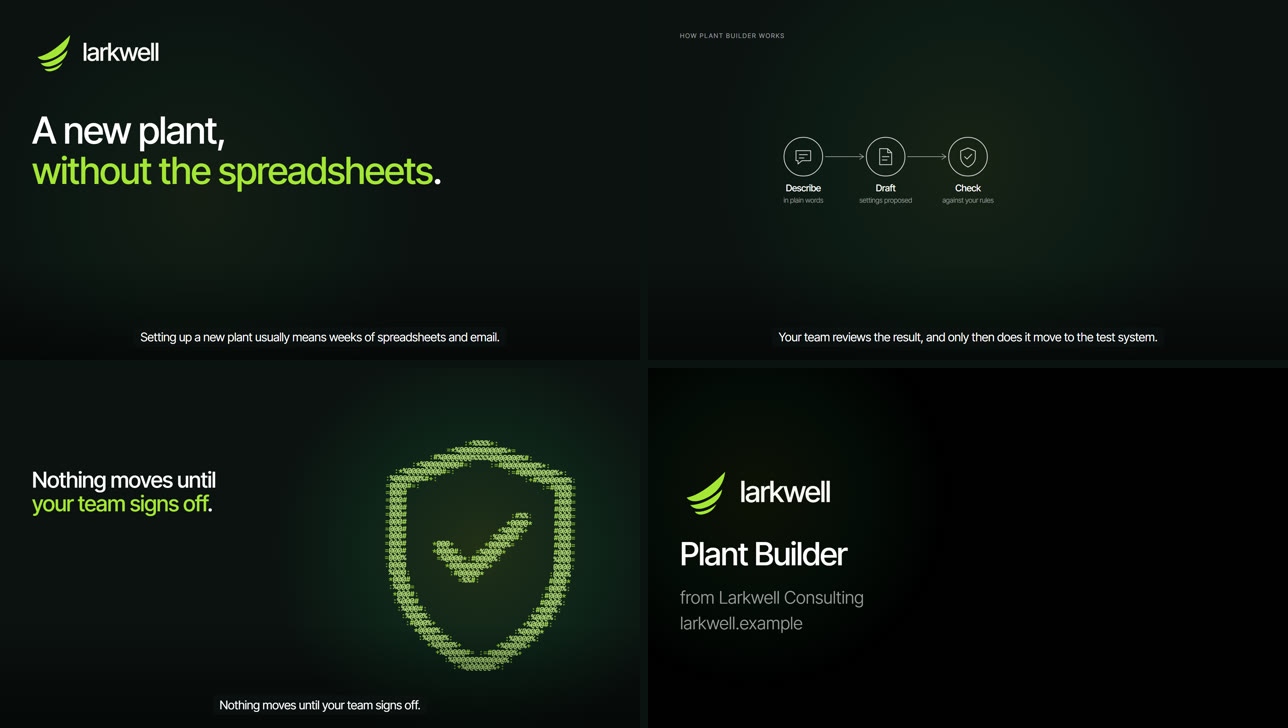 larkwell
A new plant,
without the spreadsheets.
Setting up a new plant usually means weeks of spreadsheets and email.
HOW PLANT BUILDER WORKS
Describe
in plain words
Draft
settings proposed
Check
against your rules
Your team reviews the result, and only then does it move to the test system.
Nothing moves until
your team signs off.
Nothing moves until your team signs off.
larkwell
Plant Builder
from Larkwell Consulting
larkwell.example